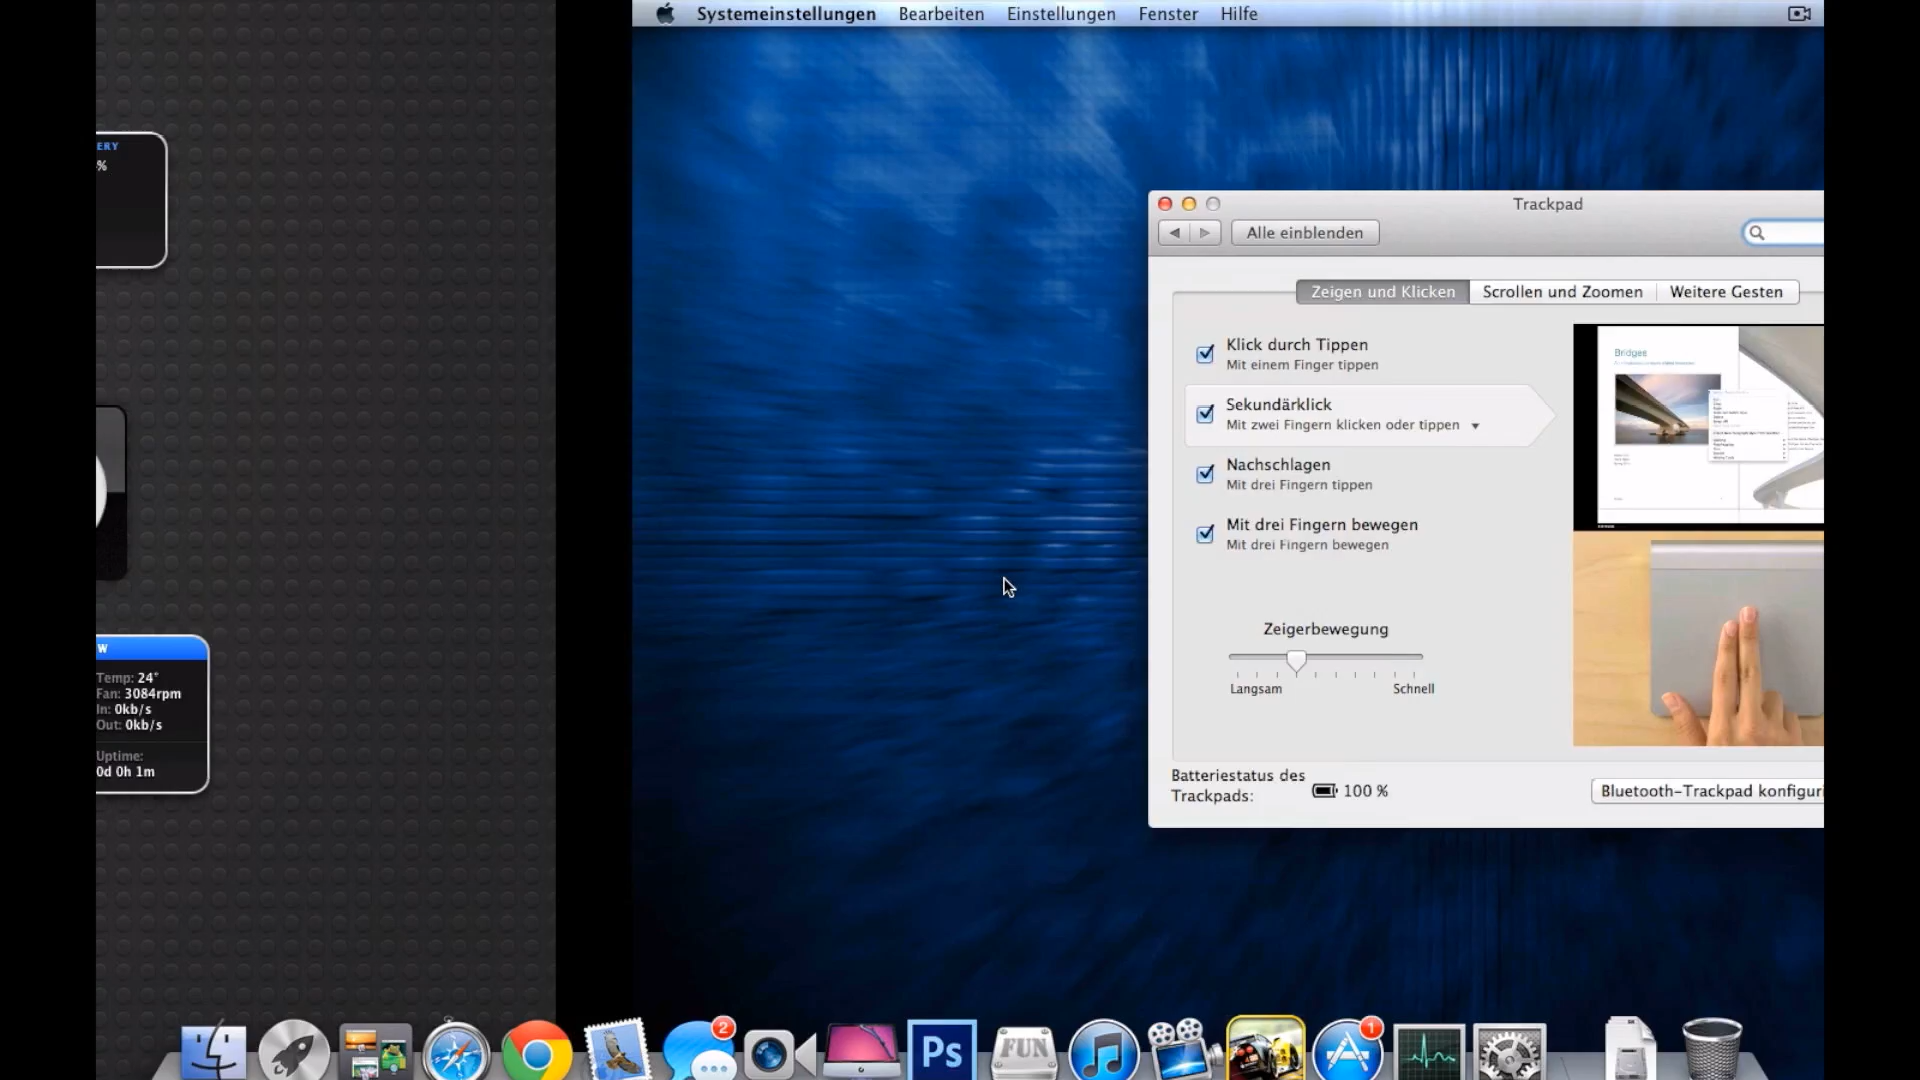 Systemeinstellungen Bearbeiten Einstellungen Fenster Hilfe
ERY
%
W
Temp: 24°
Fan: 3084rpm
In: 0kb/s
Out: 0kb/s
Uptime:
0d 0h 1m
Trackpad
Alle einblenden
Zeigen und Klicken Scrollen und Zoomen Weitere Gesten
Klick durch Tippen
Mit einem Finger tippen
Sekundärklick
Mit zwei Fingern klicken oder tippen
Nachschlagen
Mit drei Fingern tippen
Mit drei Fingern bewegen
Mit drei Fingern bewegen
Zeigerbewegung
Langsam Schnell
Bridges
Batteriestatus des
Trackpads: 100 %
Bluetooth-Trackpad konfiguri
2
Ps
FUN
1